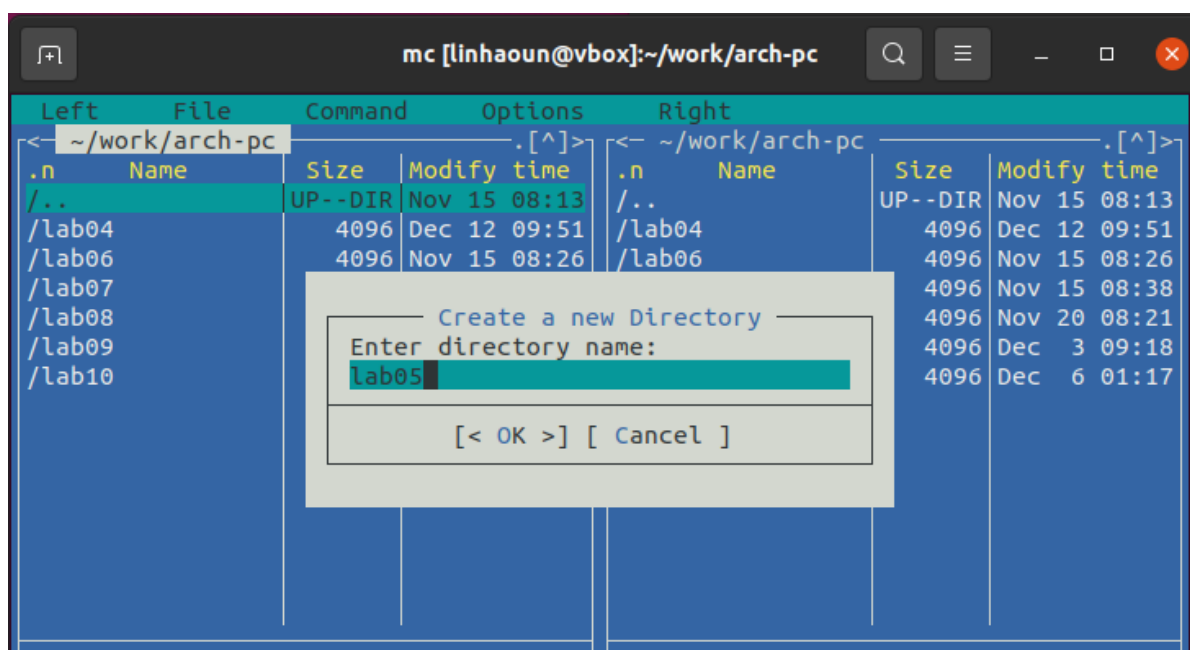 mc [linhaoun@vbox]:~/work/arch-pc
Left File Command Options Right
<─ ~/work/arch-pc ─.[^]> <─ ~/work/arch-pc ─.[^]>
.n Name Size Modify time .n Name Size Modify time
/.. UP--DIR Nov 15 08:13 /.. UP--DIR Nov 15 08:13
/lab04 4096 Dec 12 09:51 /lab04 4096 Dec 12 09:51
/lab06 4096 Nov 15 08:26 /lab06 4096 Nov 15 08:26
/lab07 4096 Nov 15 08:38
/lab08 4096 Nov 20 08:21
/lab09 4096 Dec 3 09:18
/lab10 4096 Dec 6 01:17
Create a new Directory
Enter directory name:
lab05
[< OK >] [ Cancel ]